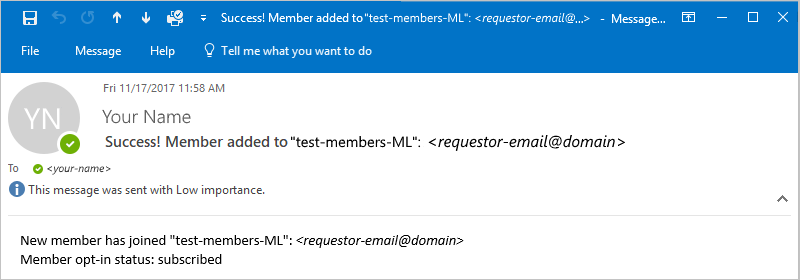 Success! Member added to "test-members-ML": <requestor-email@...> - Message...
File Message Tell me what you want to do
Fri 11/17/2017 11:58 AM
YN
Your Name
Success! Member added to "test-members-ML": <requestor-email@domain>
To <your-name>
This message was sent with Low importance.
New member has joined "test-members-ML": <requestor-email@domain>
Member opt-in status: subscribed